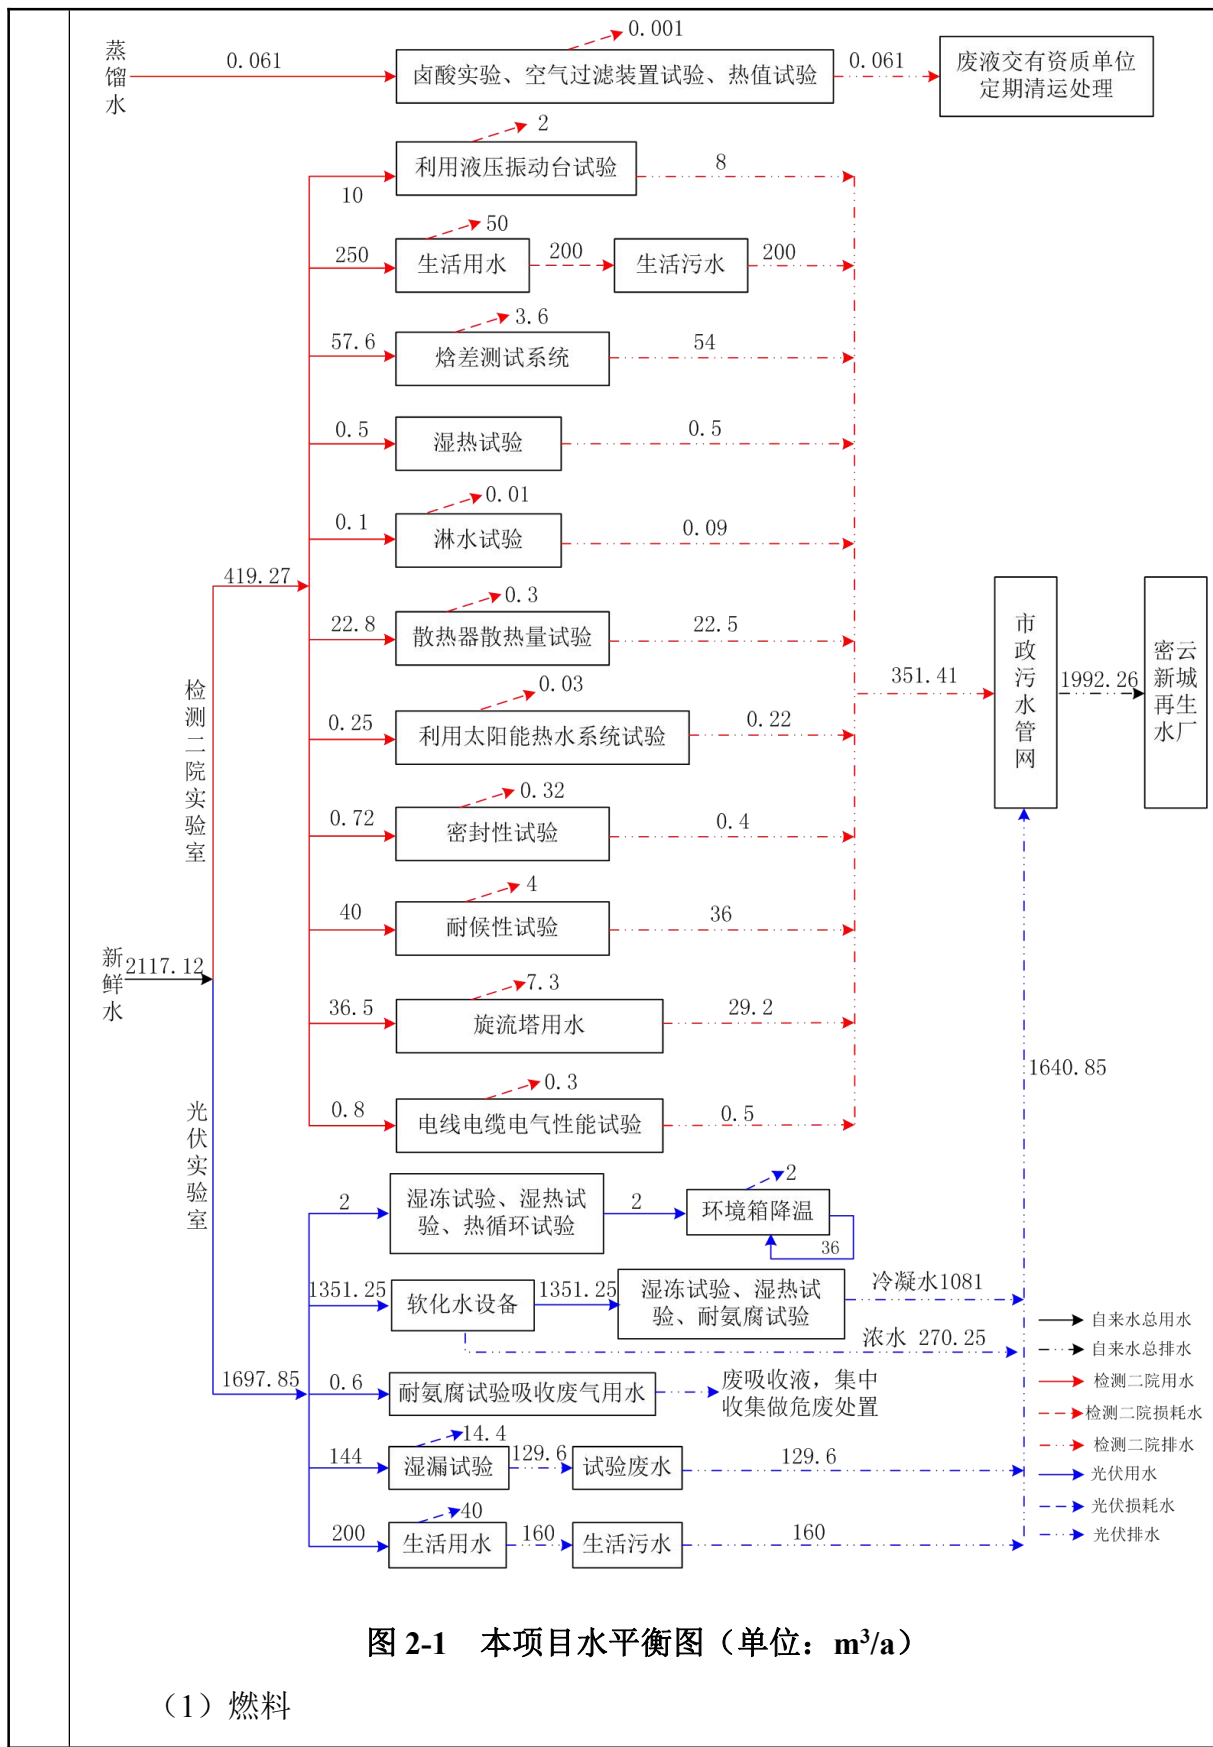 蒸馏水
0.061
0.001
卤酸实验、空气过滤装置试验、热值试验
0.061
废液交有资质单位
定期清运处理
2
利用液压振动台试验
10
8
50
250
生活用水
200
生活污水
200
3.6
57.6
焓差测试系统
54
0.5
湿热试验
0.5
0.01
0.1
淋水试验
0.09
419.27
0.3
22.8
散热器散热量试验
22.5
检测二院实验室
0.03
0.25
利用太阳能热水系统试验
0.22
351.41
市政污水管网
1992.26
密云
新城
再生
水厂
0.32
0.72
密封性试验
0.4
4
40
耐候性试验
36
新鲜水
2117.12
7.3
36.5
旋流塔用水
29.2
1640.85
光伏实验室
0.3
0.8
电线电缆电气性能试验
0.5
2
湿冻试验、湿热试
验、热循环试验
2
2
环境箱降温
36
1351.25
软化水设备
1351.25
湿冻试验、湿热试
验、耐氨腐试验
冷凝水1081
浓水 270.25
1697.85
0.6
耐氨腐试验吸收废气用水
废吸收液，集中
收集做危废处置
14.4
144
湿漏试验
129.6
试验废水
129.6
40
200
生活用水
160
生活污水
160
自来水总用水
自来水总排水
检测二院用水
检测二院损耗水
检测二院排水
光伏用水
光伏损耗水
光伏排水
图 2-1 本项目水平衡图（单位：m³/a）
（1）燃料